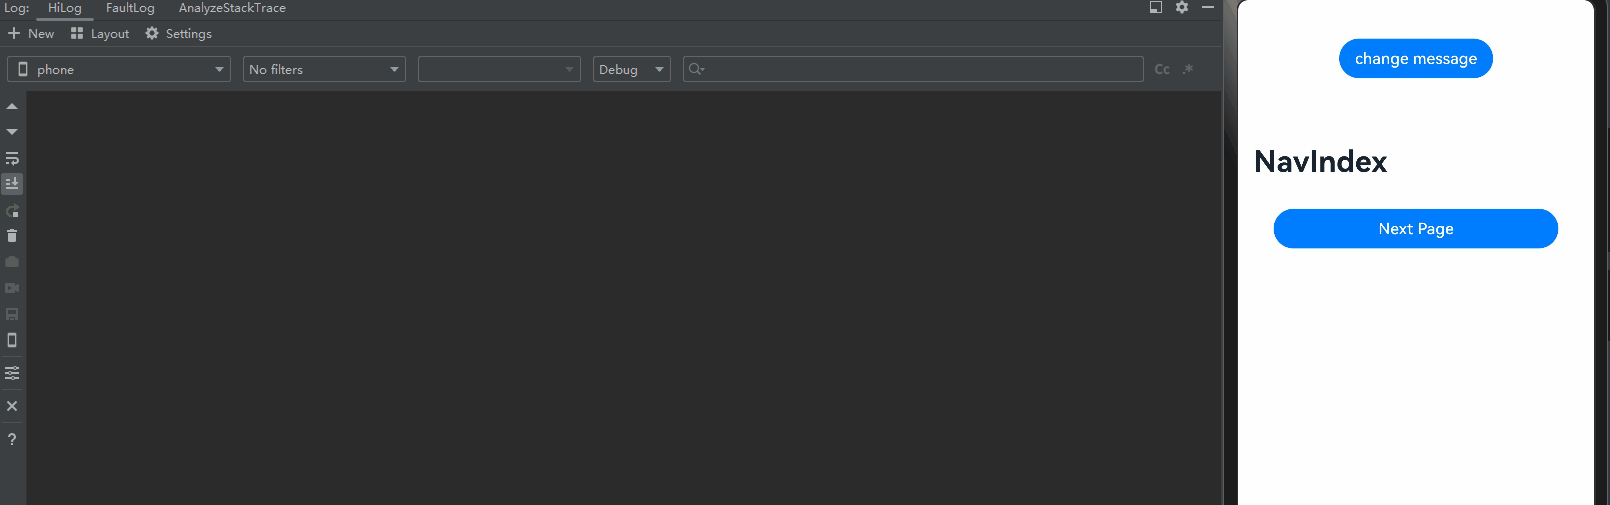 Log: HiLog FaultLog AnalyzeStackTrace
New Layout Settings
phone No filters Debug Cc .*
?
change message
NavIndex
Next Page